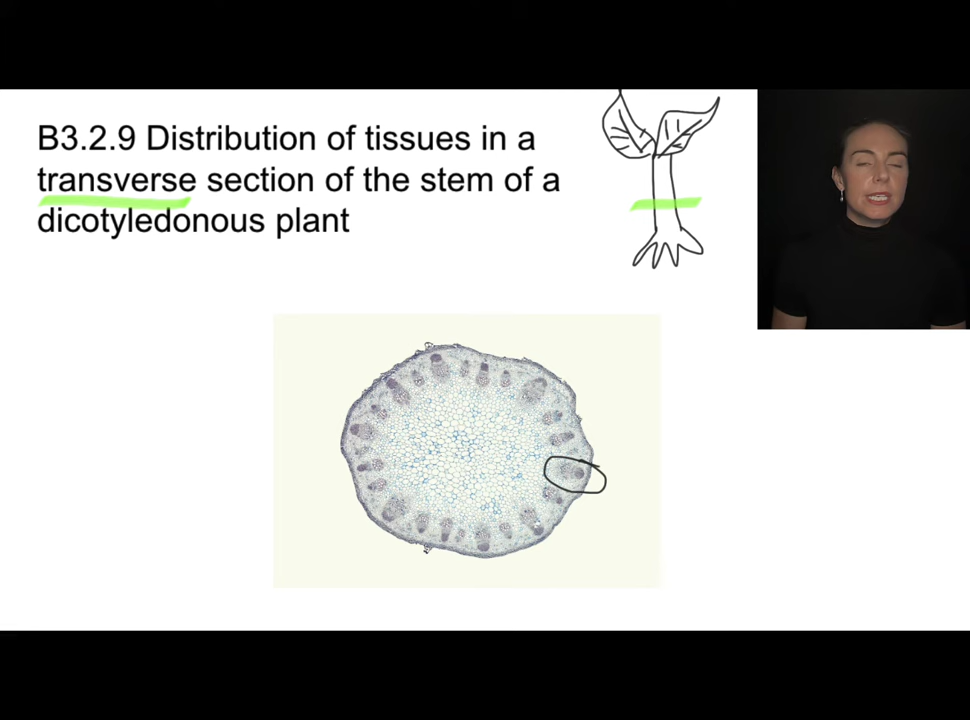 B3.2.9 Distribution of tissues in a
transverse section of the stem of a
dicotyledonous plant